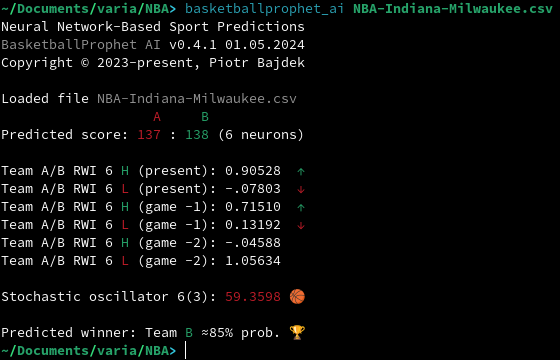 ~/Documents/varia/NBA> basketballprophet_ai NBA-Indiana-Milwaukee.csv
Neural Network-Based Sport Predictions
BasketballProphet AI v0.4.1 01.05.2024
Copyright © 2023-present, Piotr Bajdek
Loaded file NBA-Indiana-Milwaukee.csv
A B
Predicted score: 137 : 138 (6 neurons)
Team A/B RWI 6 H (present): 0.90528 ↑
Team A/B RWI 6 L (present): -.07803 ↓
Team A/B RWI 6 H (game -1): 0.71510 ↑
Team A/B RWI 6 L (game -1): 0.13192 ↓
Team A/B RWI 6 H (game -2): -.04588
Team A/B RWI 6 L (game -2): 1.05634
Stochastic oscillator 6(3): 59.3598 🏀
Predicted winner: Team B ≈85% prob. 🏆
~/Documents/varia/NBA>